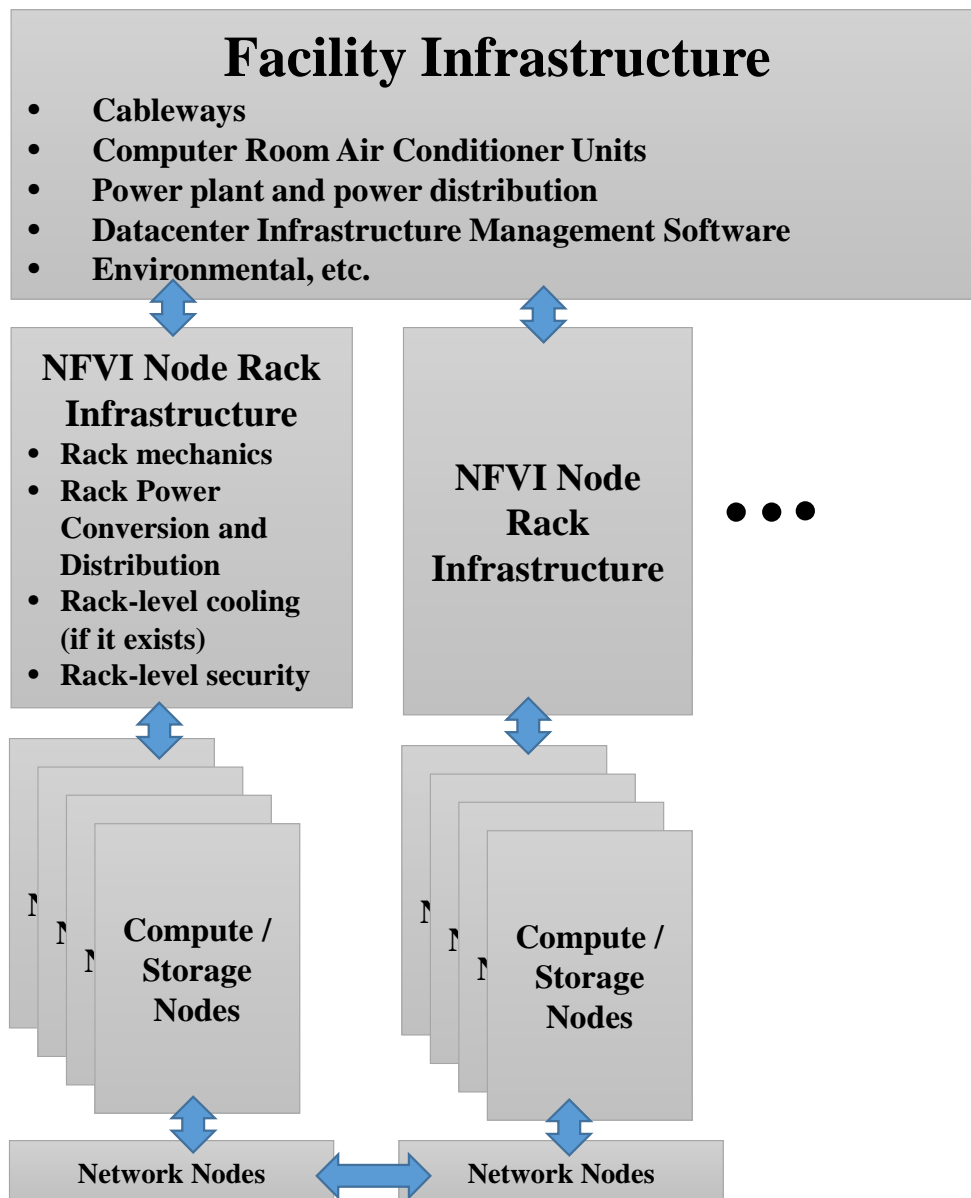 Facility Infrastructure
• Cableways
• Computer Room Air Conditioner Units
• Power plant and power distribution
• Datacenter Infrastructure Management Software
• Environmental, etc.
NFVI Node Rack
Infrastructure
• Rack mechanics
• Rack Power
Conversion and
Distribution
• Rack-level cooling
(if it exists)
• Rack-level security
NFVI Node
Rack
Infrastructure
Compute /
Storage
Nodes
Compute /
Storage
Nodes
Network Nodes
Network Nodes